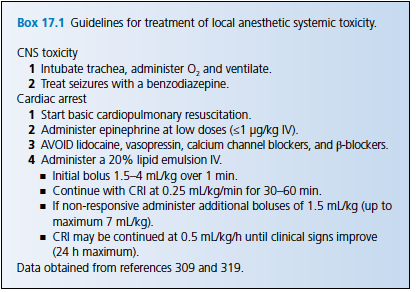 Box 17.1 Guidelines for treatment of local anesthetic systemic toxicity.
CNS toxicity
1 Intubate trachea, administer O₂ and ventilate.
2 Treat seizures with a benzodiazepine.
Cardiac arrest
1 Start basic cardiopulmonary resuscitation.
2 Administer epinephrine at low doses (≤1 μg/kg IV).
3 AVOID lidocaine, vasopressin, calcium channel blockers, and β-blockers.
4 Administer a 20% lipid emulsion IV.
■ Initial bolus 1.5–4 mL/kg over 1 min.
■ Continue with CRI at 0.25 mL/kg/min for 30–60 min.
■ If non-responsive administer additional boluses of 1.5 mL/kg (up to
maximum 7 mL/kg).
■ CRI may be continued at 0.5 mL/kg/h until clinical signs improve
(24 h maximum).
Data obtained from references 309 and 319.